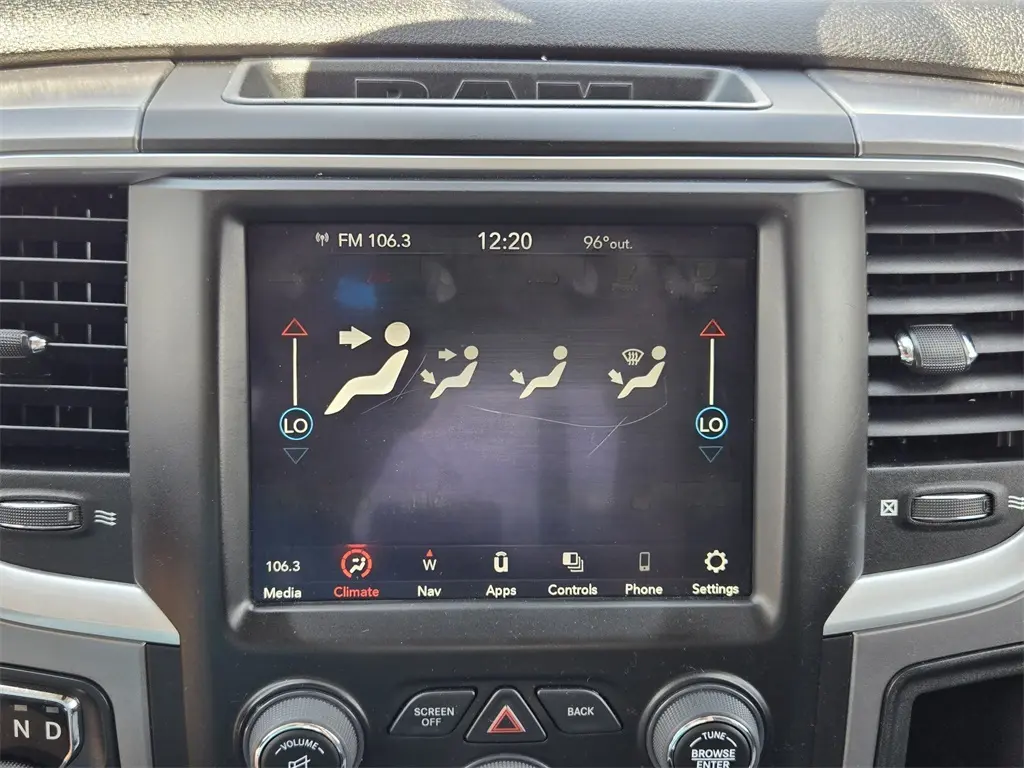 RAM
FM 106.3 12:20 96°out.
LO LO
106.3 W
Media Climate Nav Apps Controls Phone Settings
N D
SCREEN
OFF
BACK
VOLUME
TUNE
BROWSE
ENTER